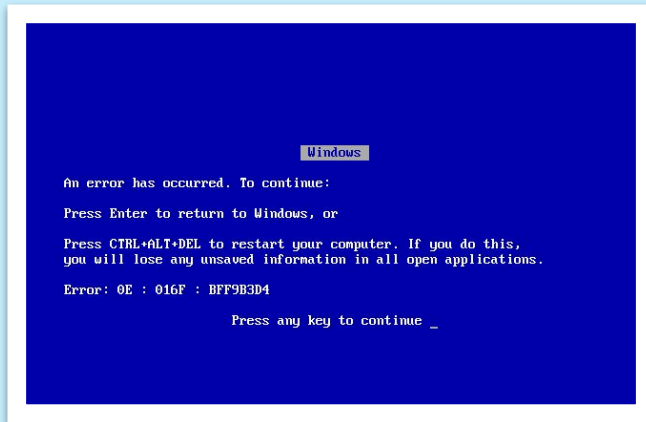 Windows
An error has occurred. To continue:
Press Enter to return to Windows, or
Press CTRL+ALT+DEL to restart your computer. If you do this,
you will lose any unsaved information in all open applications.
Error: 0E : 016F : BFF9B3D4
Press any key to continue _